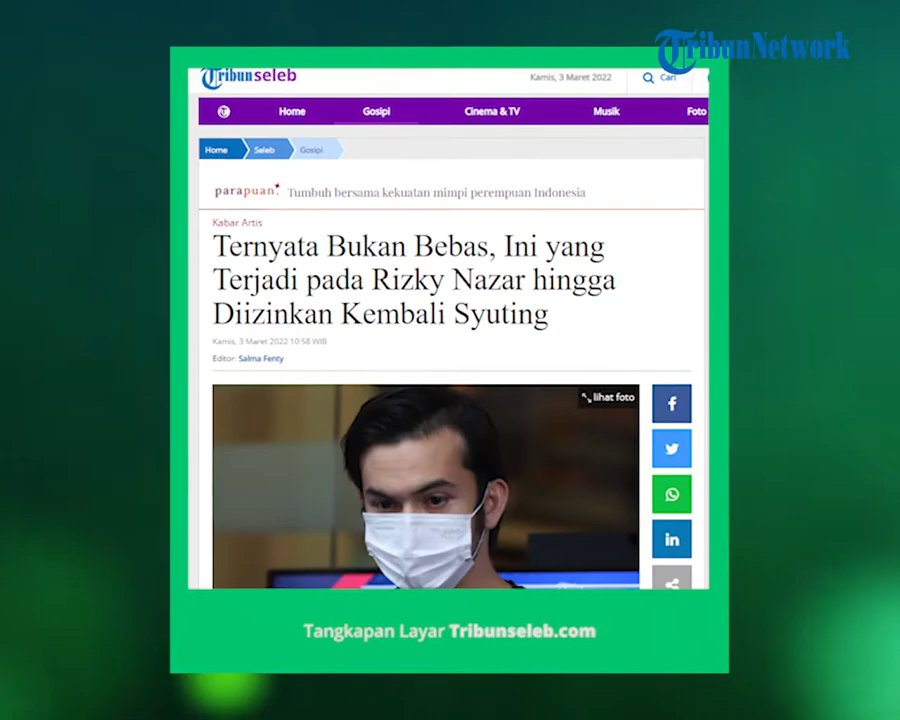 TribunNetwork
Tribunseleb
Kamis, 3 Maret 2022
Cari
Home
Gosipi
Cinema & TV
Musik
Foto
Home
Seleb
Gosipi
parapuan.
Tumbuh bersama kekuatan mimpi perempuan Indonesia
Kabar Artis
Ternyata Bukan Bebas, Ini yang
Terjadi pada Rizky Nazar hingga
Diizinkan Kembali Syuting
Kamis, 3 Maret 2022 10:58 WIB
Editor: Salma Fenty
lihat foto
Tangkapan Layar Tribunseleb.com